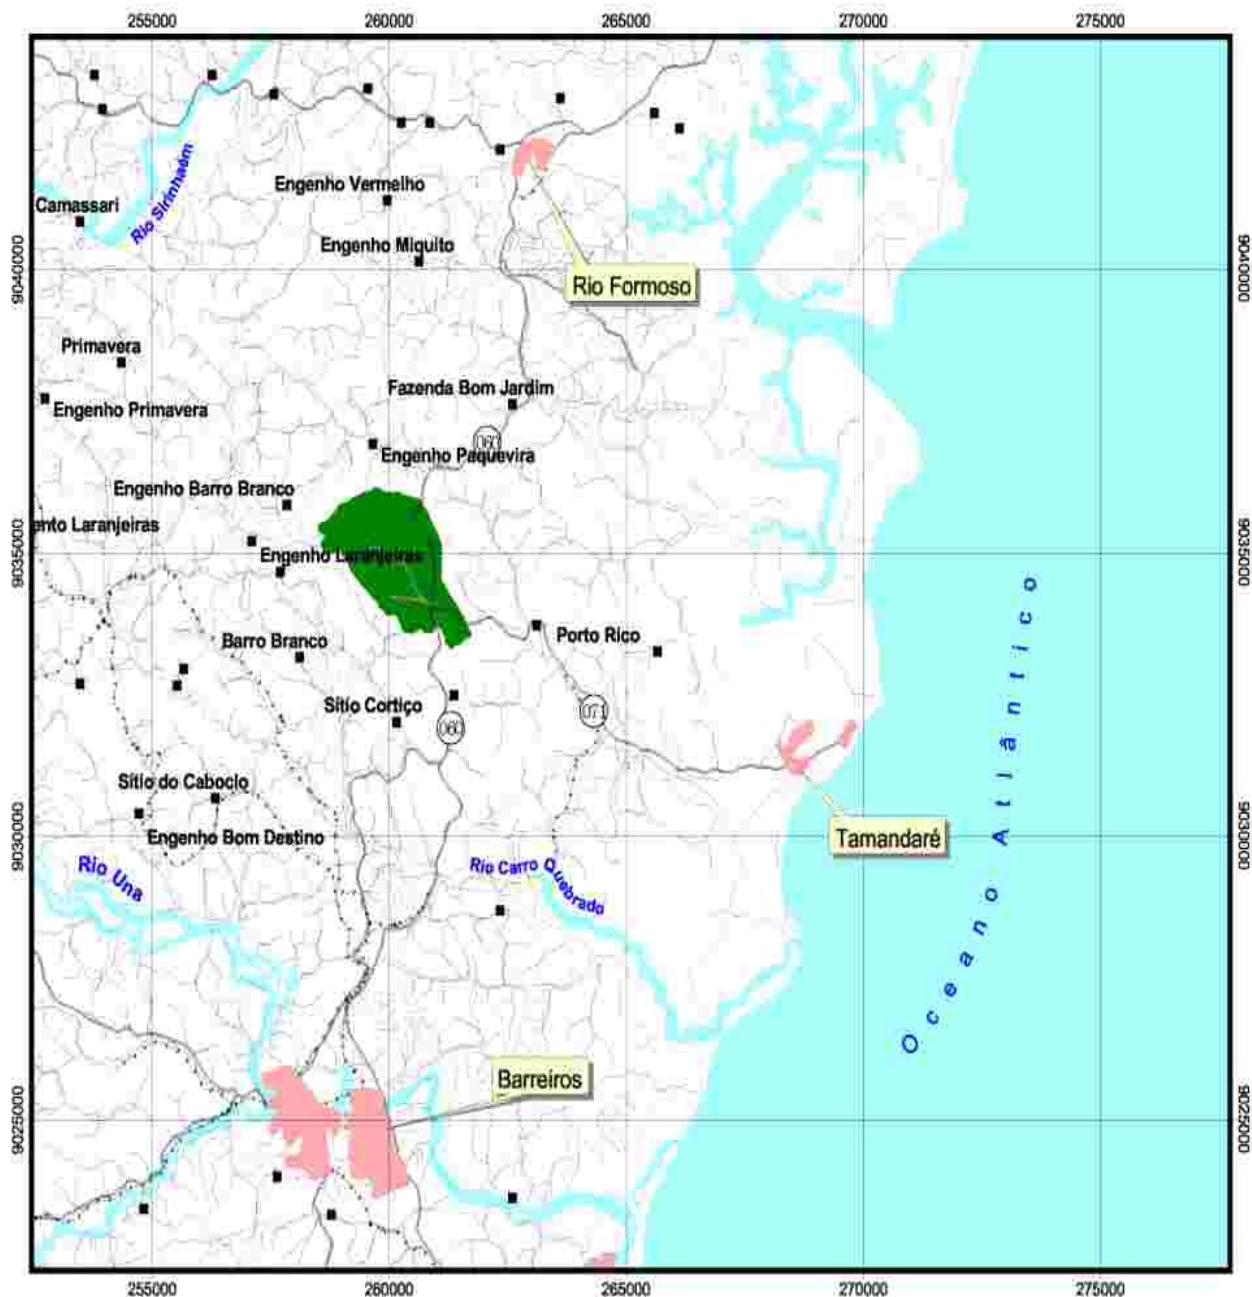 255000 260000 265000 270000 275000
Rio Sirinhaém
Engenho Vermelho
Camassari
Engenho Miquito
9040000
9040000
Rio Formoso
Primavera
Fazenda Bom Jardim
Engenho Primavera
060
Engenho Paquevira
Engenho Barro Branco
ento Laranjeiras
Engenho Laranjeiras
9035000
9035000
Barro Branco
Porto Rico
Sítio Cortiço
071
060
Oceano Atlântico
Sítio do Caboclo
Engenho Bom Destino
9030000
9030000
Tamandaré
Rio Una
Rio Carro Quebrado
Barreiros
9025000
9025000
255000 260000 265000 270000 275000